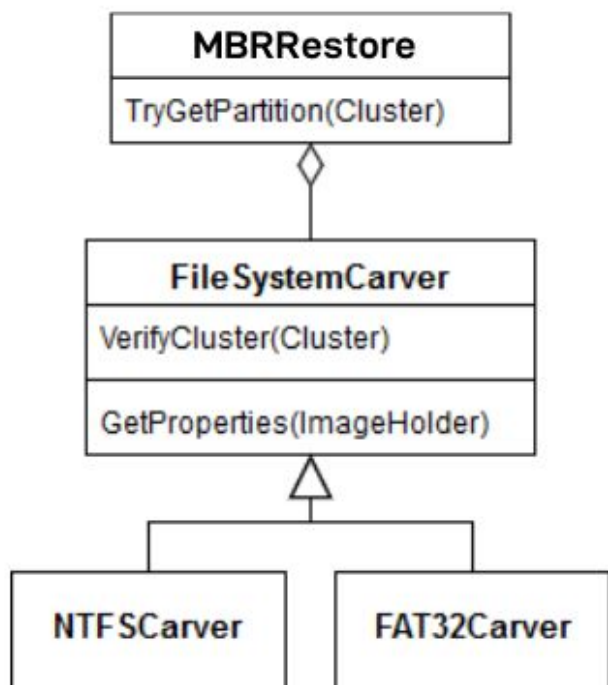 MBRRestore
TryGetPartition(Cluster)
FileSystemCarver
VerifyCluster(Cluster)
GetProperties(ImageHolder)
NTFSCarver
FAT32Carver